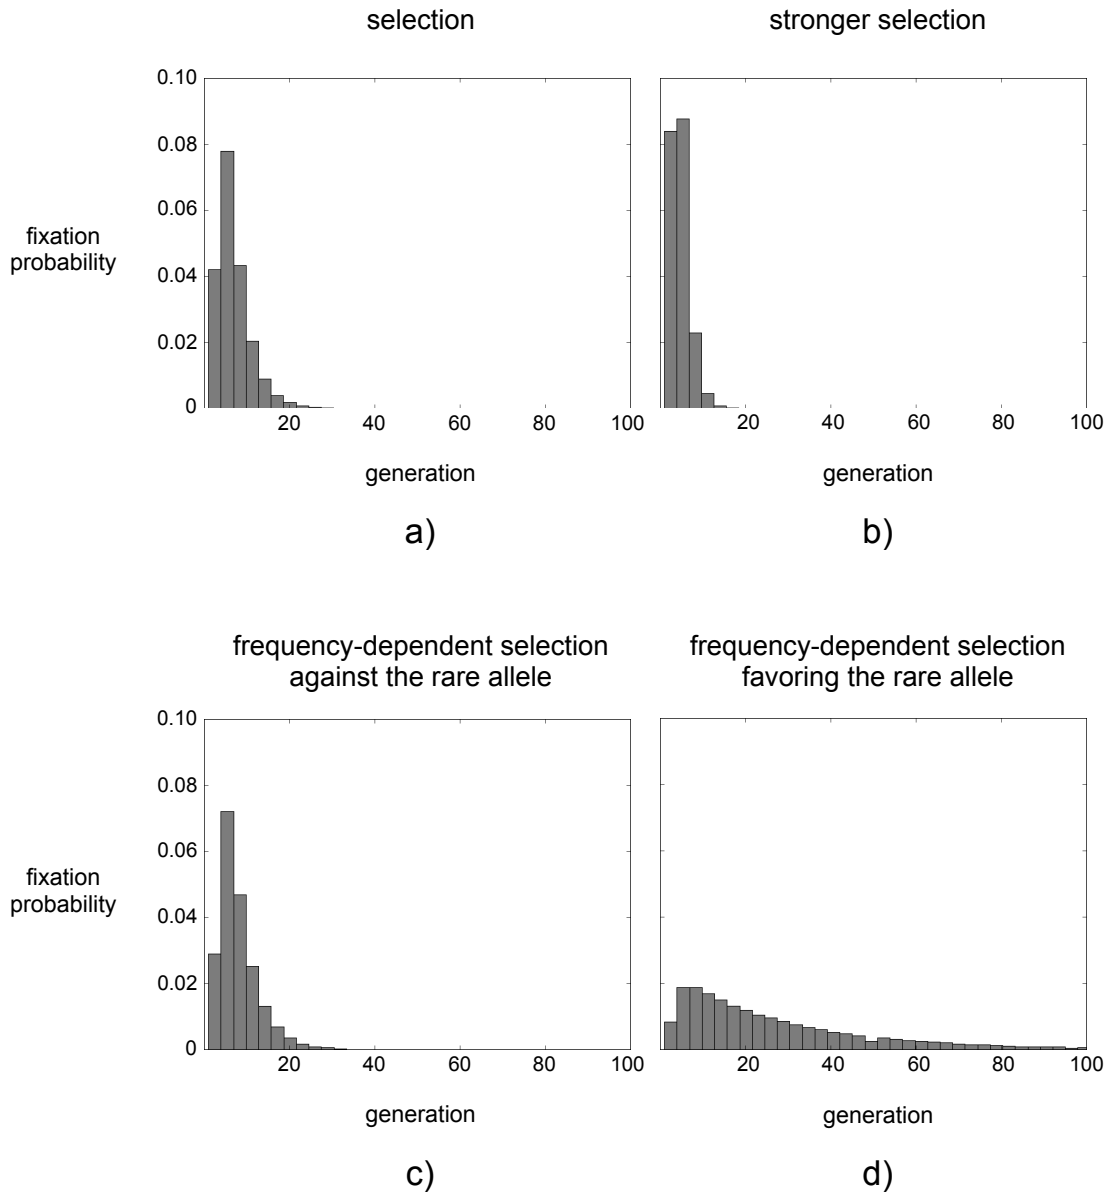 selection
stronger selection
0.10
0.08
0.06
0.04
0.02
0
fixation
probability
20
40
60
80
100
20
40
60
80
100
generation
generation
a)
b)
frequency-dependent selection
against the rare allele
frequency-dependent selection
favoring the rare allele
0.10
0.08
0.06
0.04
0.02
0
fixation
probability
20
40
60
80
100
20
40
60
80
100
generation
generation
c)
d)